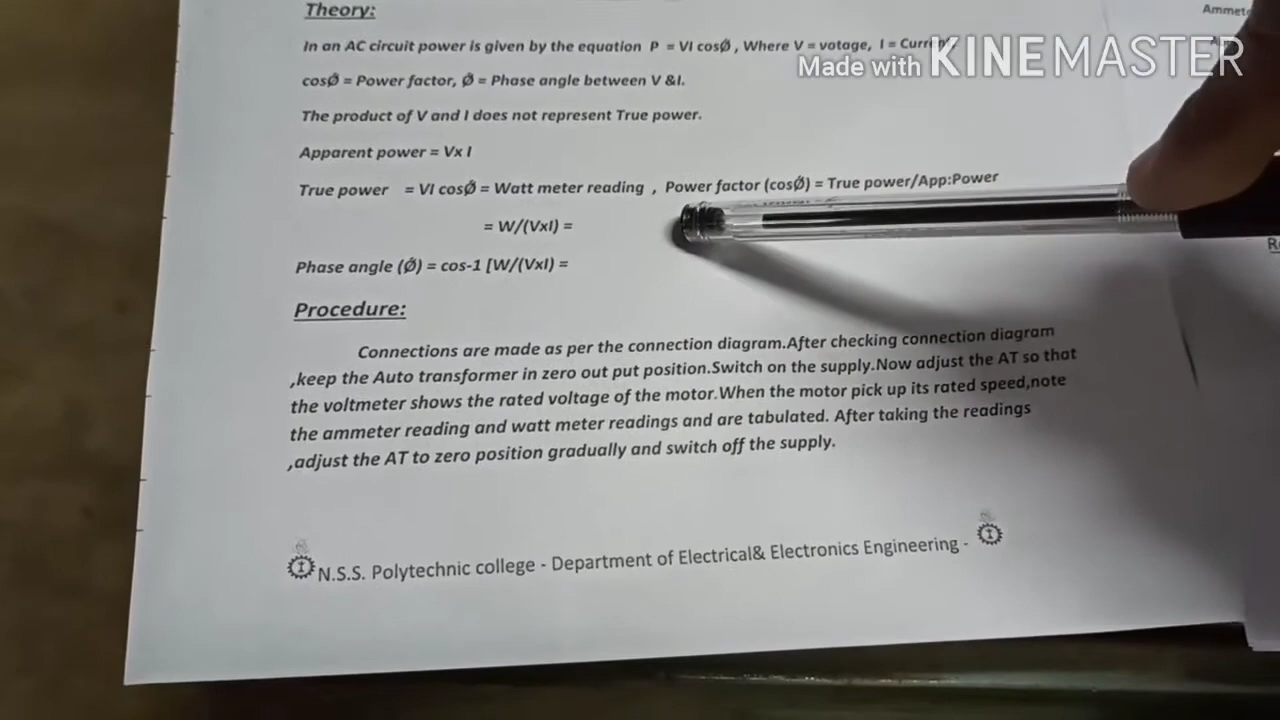 Theory:
Ammet
In an AC circuit power is given by the equation P = VI cosǾ , Where V = votage, I = Current,
Made with KINEMASTER
cosǾ = Power factor, Ǿ = Phase angle between V &I.
The product of V and I does not represent True power.
Apparent power = Vx I
True power = VI cosǾ = Watt meter reading , Power factor (cosǾ) = True power/App:Power
= W/(VxI) =
Phase angle (Ǿ) = cos-1 [W/(VxI) =
Procedure:
Connections are made as per the connection diagram.After checking connection diagram
,keep the Auto transformer in zero out put position.Switch on the supply.Now adjust the AT so that
the voltmeter shows the rated voltage of the motor.When the motor pick up its rated speed,note
the ammeter reading and watt meter readings and are tabulated. After taking the readings
,adjust the AT to zero position gradually and switch off the supply.
N.S.S. Polytechnic college - Department of Electrical& Electronics Engineering -